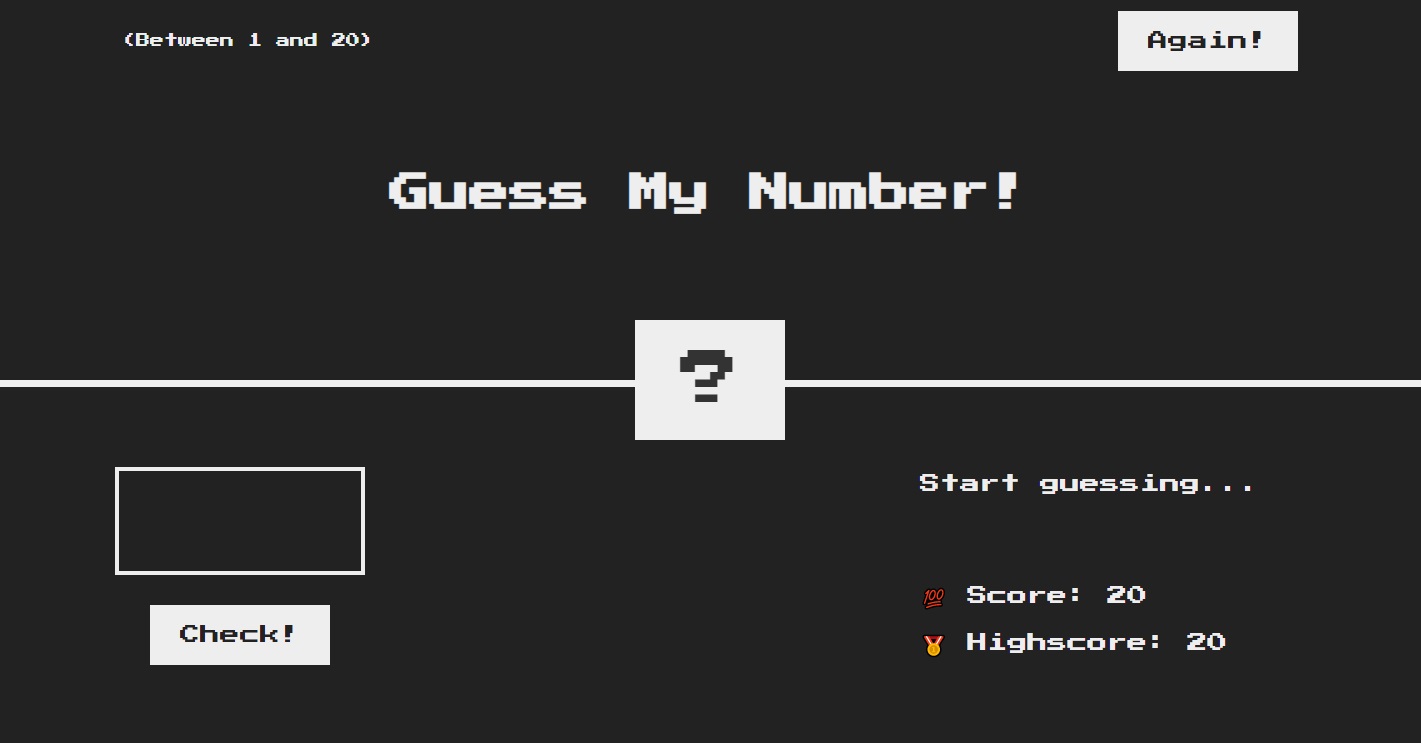 (Between 1 and 20)
Again!
Guess My Number!
?
Start guessing...
💯 Score: 20
🥇 Highscore: 20
Check!